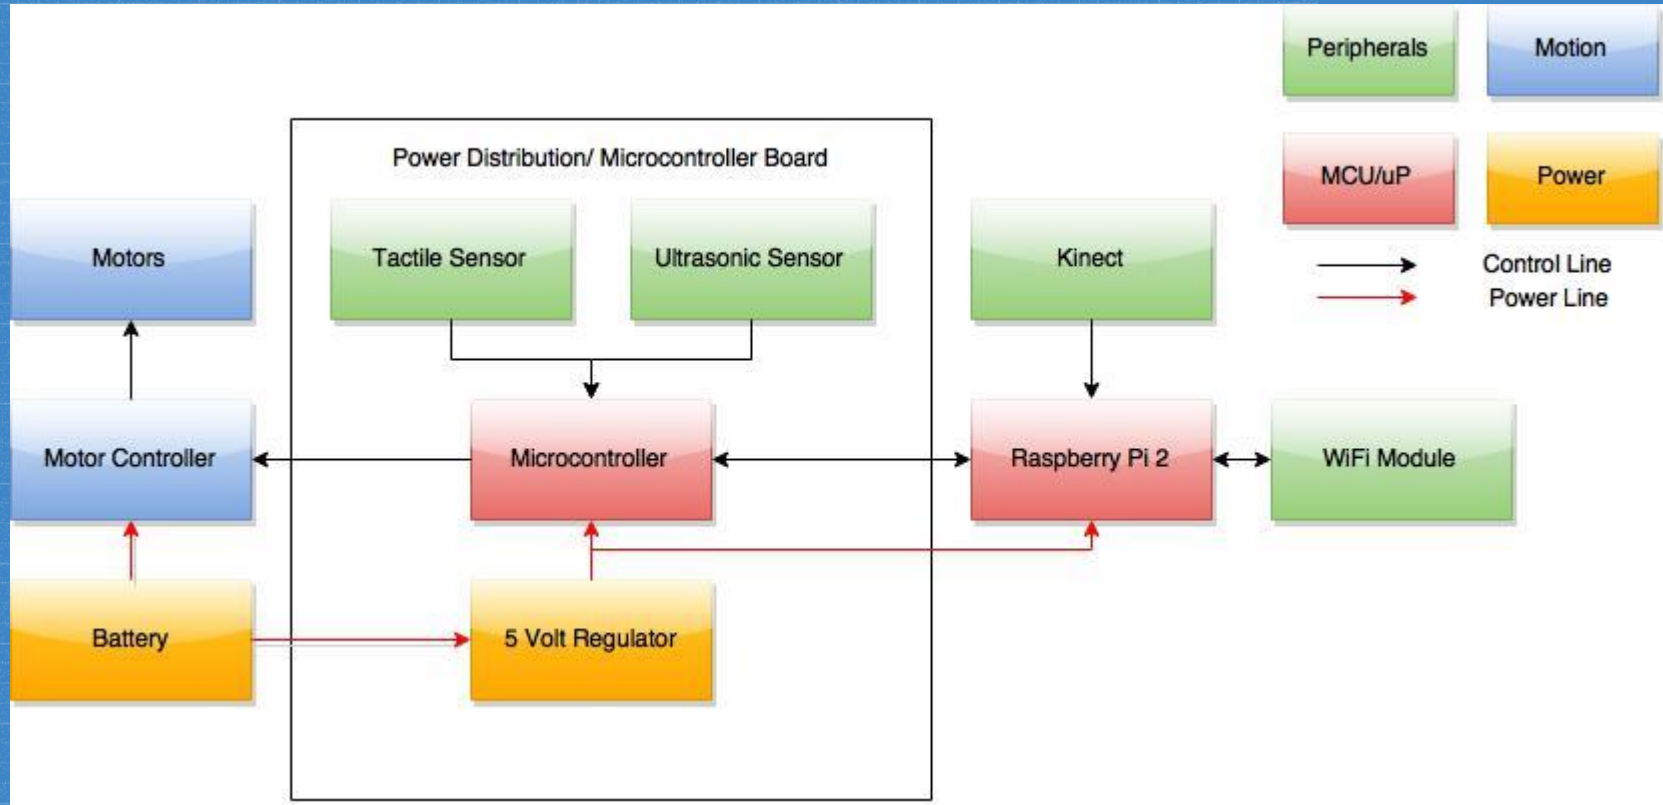 Peripherals
Motion
MCU/uP
Power
Control Line
Power Line
Power Distribution/ Microcontroller Board
Motors
Tactile Sensor
Ultrasonic Sensor
Kinect
Motor Controller
Microcontroller
Raspberry Pi 2
WiFi Module
Battery
5 Volt Regulator